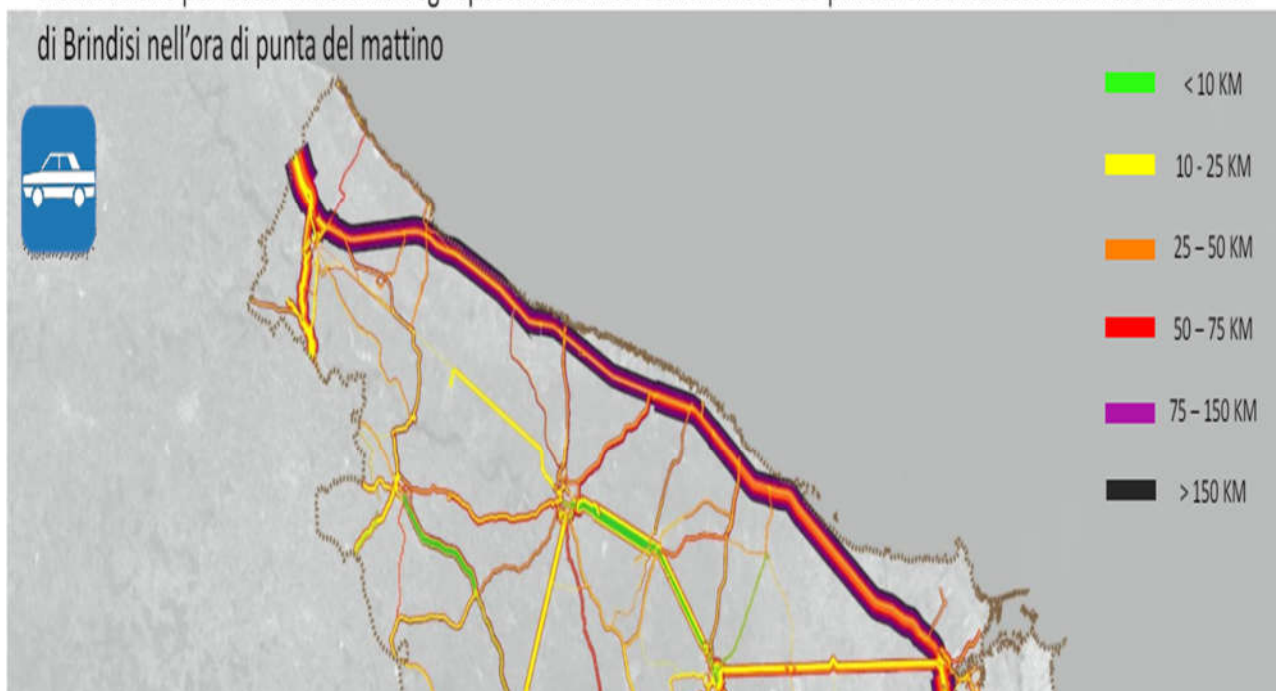 di Brindisi nell’ora di punta del mattino
< 10 KM
10 - 25 KM
25 – 50 KM
50 – 75 KM
75 – 150 KM
> 150 KM